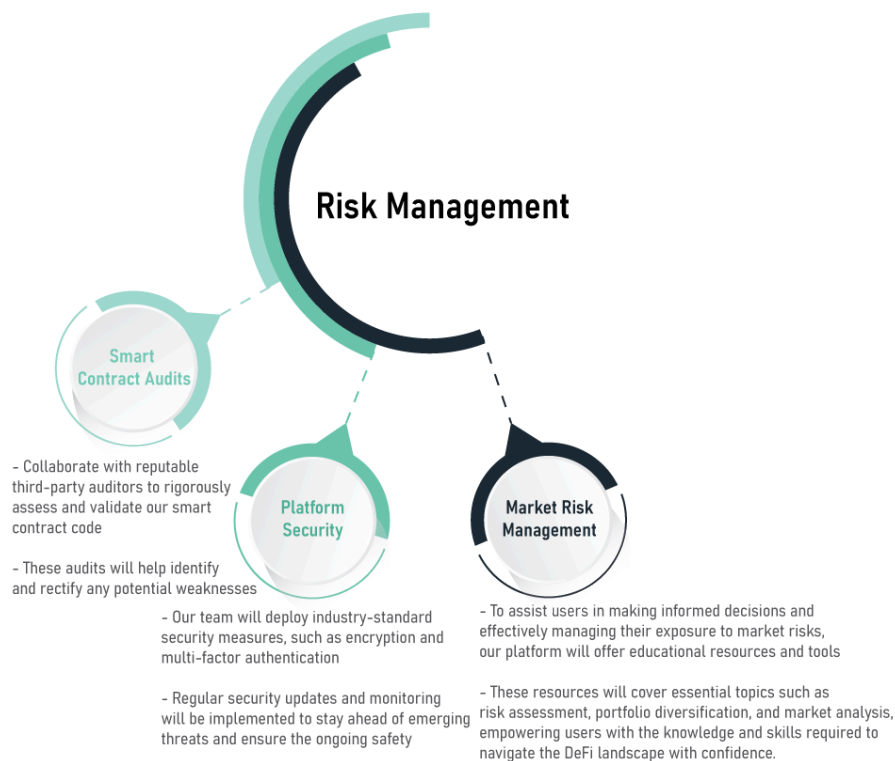 Risk Management
Smart
Contract Audits
- Collaborate with reputable
third-party auditors to rigorously
assess and validate our smart
contract code
- These audits will help identify
and rectify any potential weaknesses
Platform
Security
- Our team will deploy industry-standard
security measures, such as encryption and
multi-factor authentication
- Regular security updates and monitoring
will be implemented to stay ahead of emerging
threats and ensure the ongoing safety
Market Risk
Management
- To assist users in making informed decisions and
effectively managing their exposure to market risks,
our platform will offer educational resources and tools
- These resources will cover essential topics such as
risk assessment, portfolio diversification, and market analysis,
empowering users with the knowledge and skills required to
navigate the DeFi landscape with confidence.